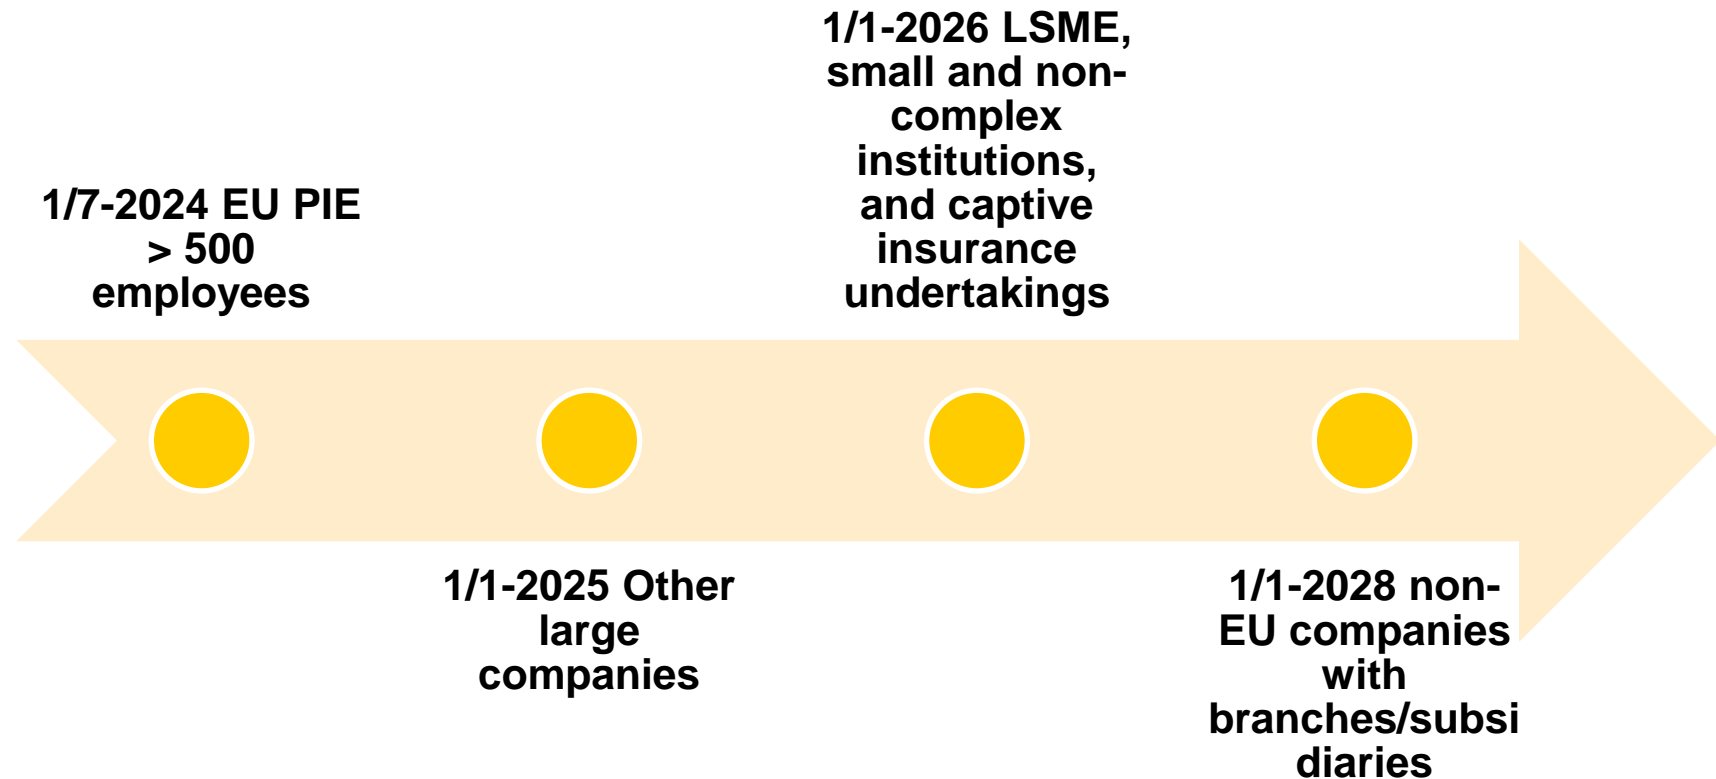 1/7-2024 EU PIE
> 500
employees
1/1-2025 Other
large
companies
1/1-2026 LSME,
small and non-
complex
institutions,
and captive
insurance
undertakings
1/1-2028 non-
EU companies
with
branches/subsi
diaries